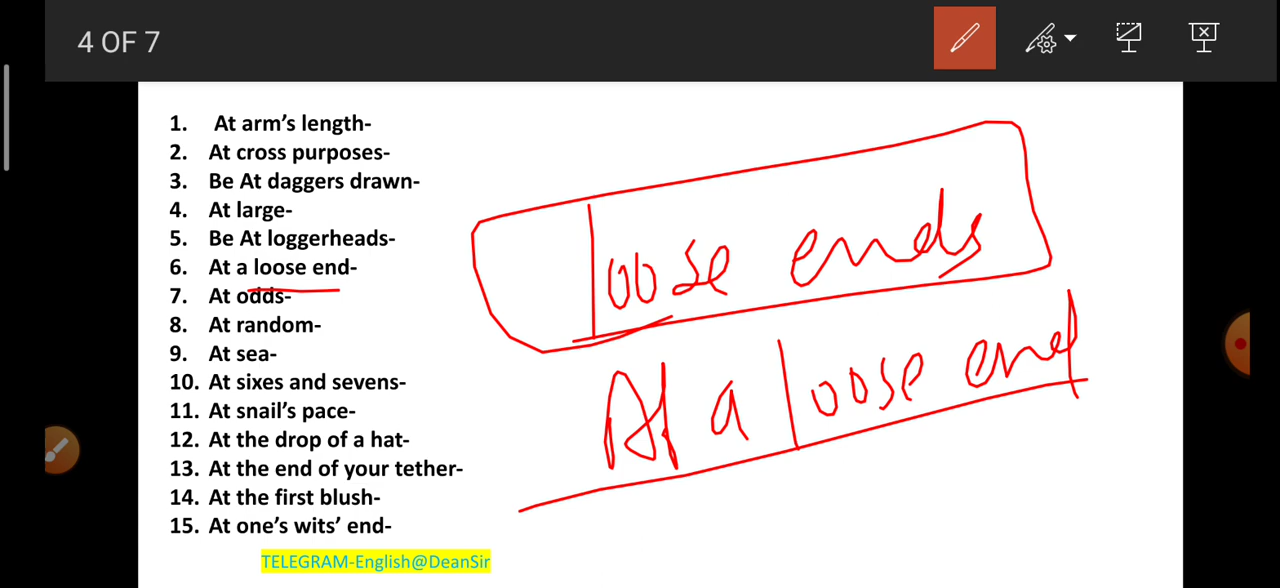 4 OF 7
1. At arm's length-
2. At cross purposes-
3. Be At daggers drawn-
4. At large-
5. Be At loggerheads-
6. At a loose end-
7. At odds-
8. At random-
9. At sea-
10. At sixes and sevens-
11. At snail's pace-
12. At the drop of a hat-
13. At the end of your tether-
14. At the first blush-
15. At one's wits' end-
TELEGRAM-English@DeanSir
loose ends
At a loose end